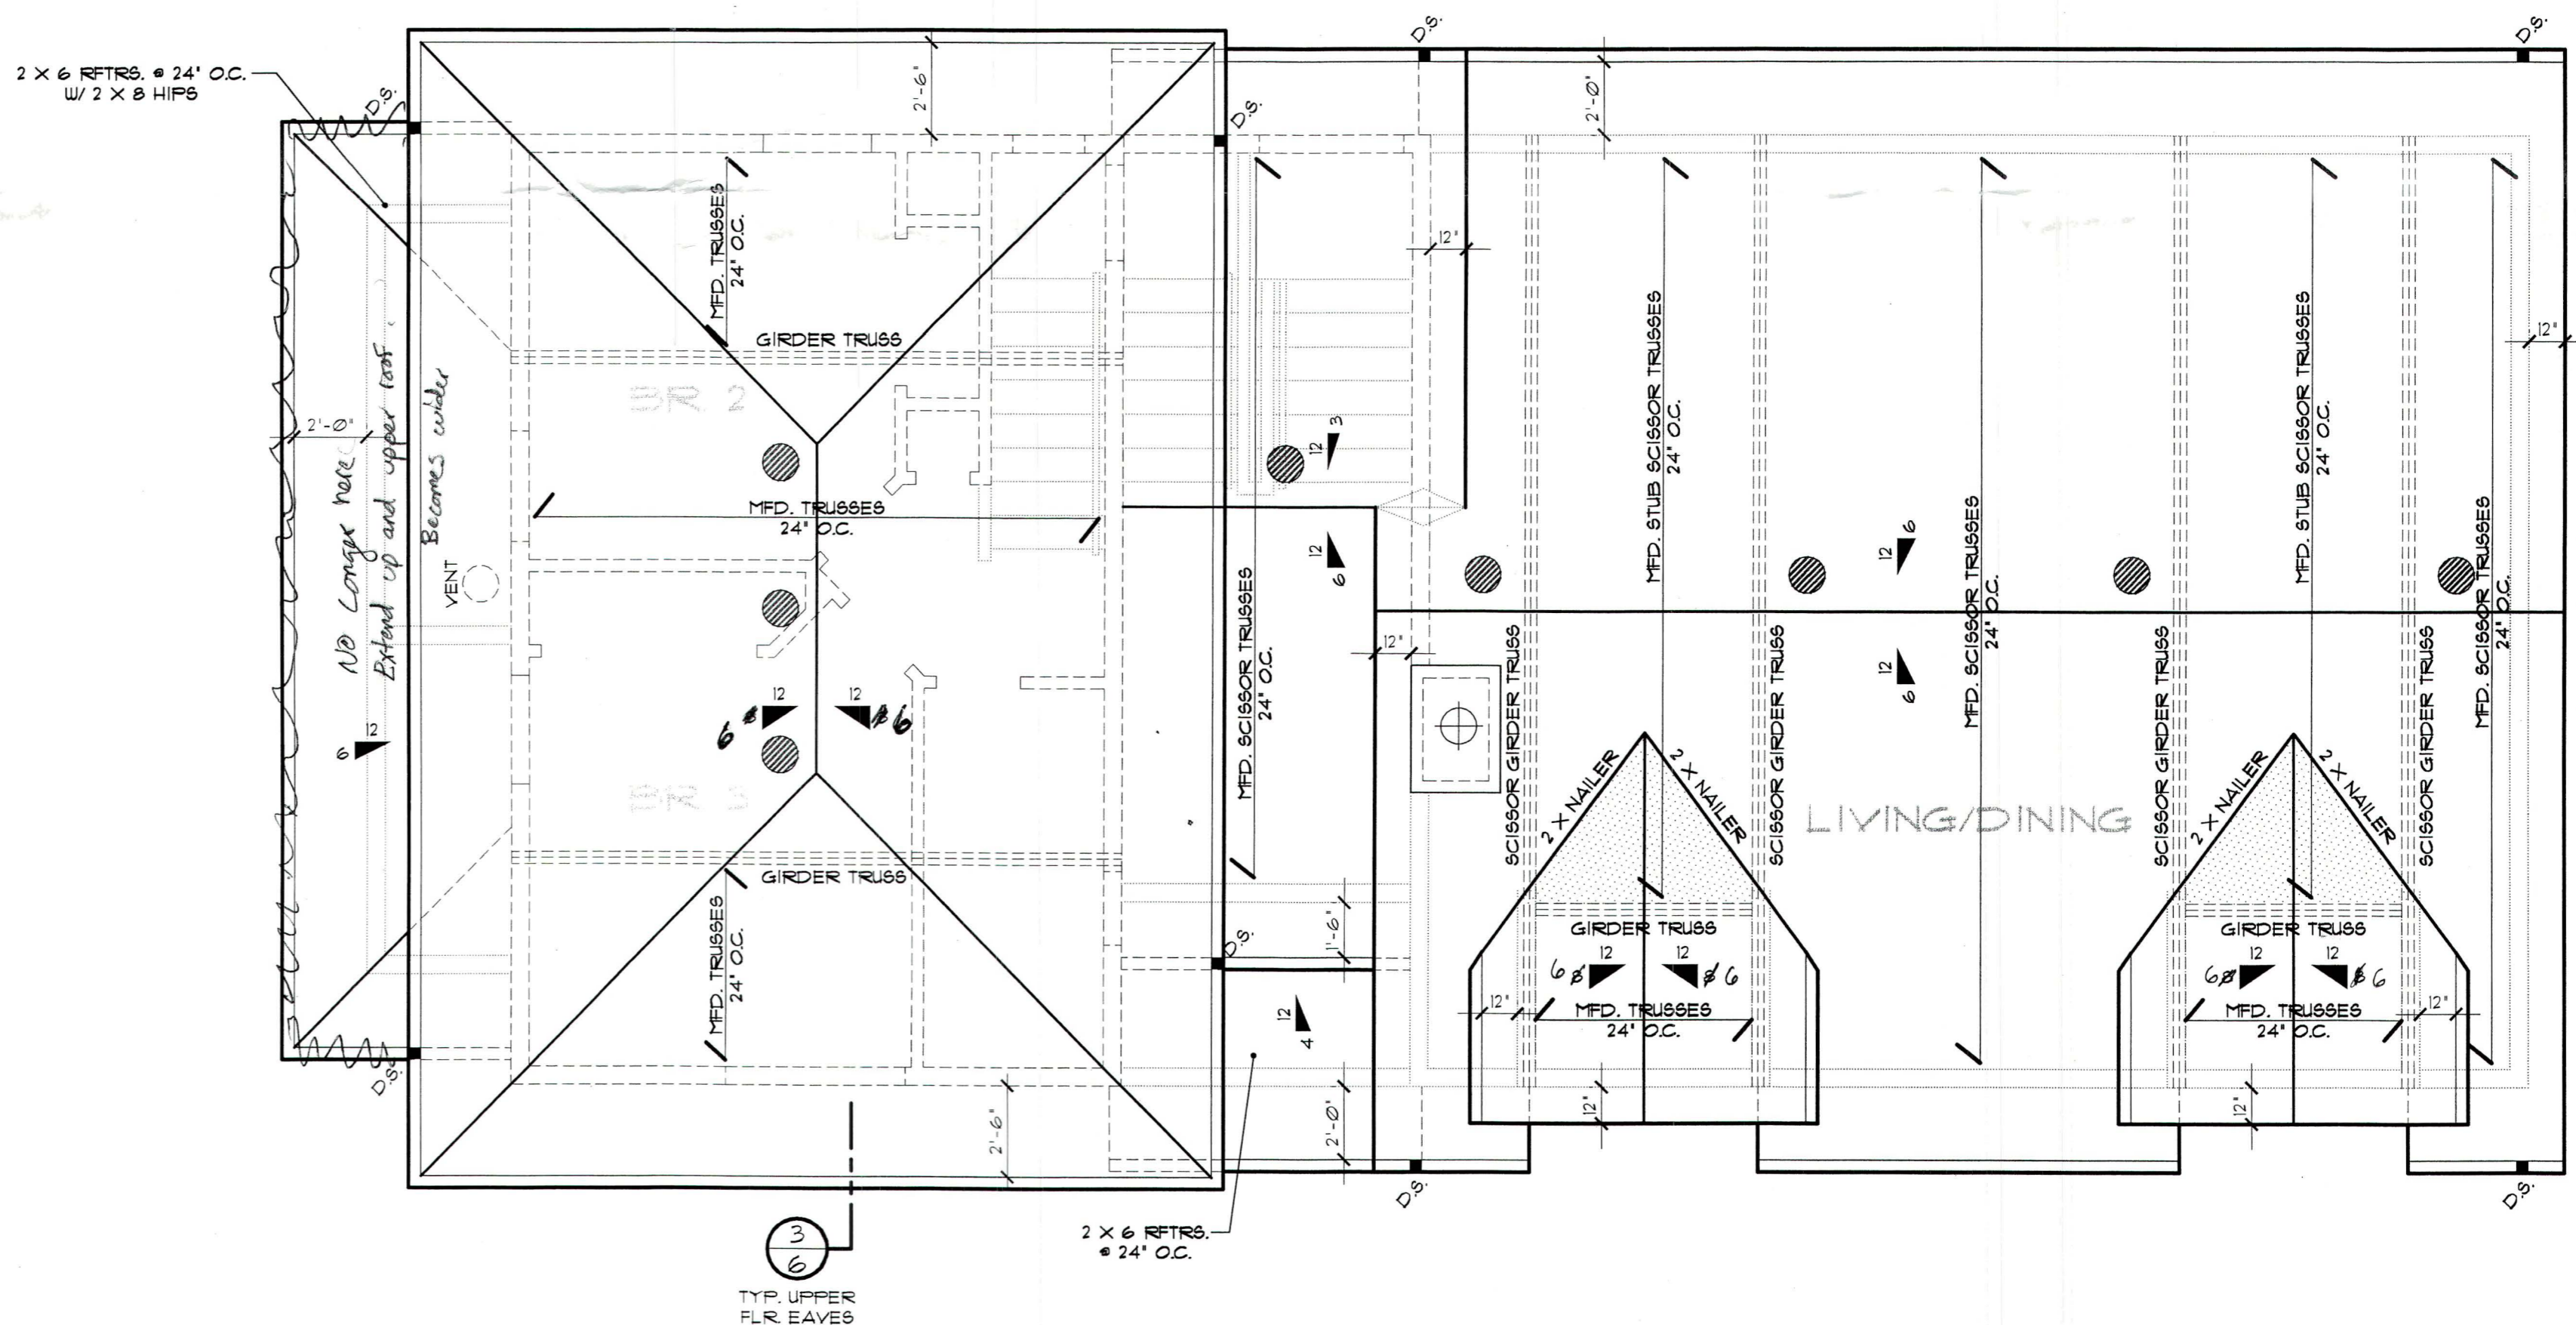 D.S.
D.S.
2 X 6 RFTRS. @ 24" O.C.
W/ 2 X 8 HIPS
D.S.
2'-6"
D.S.
2'-0"
MFD. TRUSSES
24" O.C.
12"
GIRDER TRUSS
12"
BR 2
2'-0"
No Longer here
Extend up and upper roof.
Becomes wider
VENT
MFD. TRUSSES
24" O.C.
12
3
12
6
MFD. SCISSOR TRUSSES
24" O.C.
MFD. STUB SCISSOR TRUSSES
24" O.C.
12
6
12
6
MFD. SCISSOR TRUSSES
24" O.C.
MFD. STUB SCISSOR TRUSSES
24" O.C.
MFD. SCISSOR TRUSSES
24" O.C.
12"
SCISSOR GIRDER TRUSS
SCISSOR GIRDER TRUSS
SCISSOR GIRDER TRUSS
SCISSOR GIRDER TRUSS
12
6
12
6
12
6
BR 3
2 X NAILER
2 X NAILER
LIVING/DINING
2 X NAILER
2 X NAILER
GIRDER TRUSS
MFD. TRUSSES
24" O.C.
1'-6"
D.S.
GIRDER TRUSS
12
6
12
6
12"
MFD. TRUSSES
24" O.C.
GIRDER TRUSS
12
6
12
6
MFD. TRUSSES
24" O.C.
12"
12
4
D.S.
2'-6"
2'-0"
12"
12"
D.S.
D.S.
2 X 6 RFTRS.
@ 24" O.C.
3
6
TYP. UPPER
FLR. EAVES